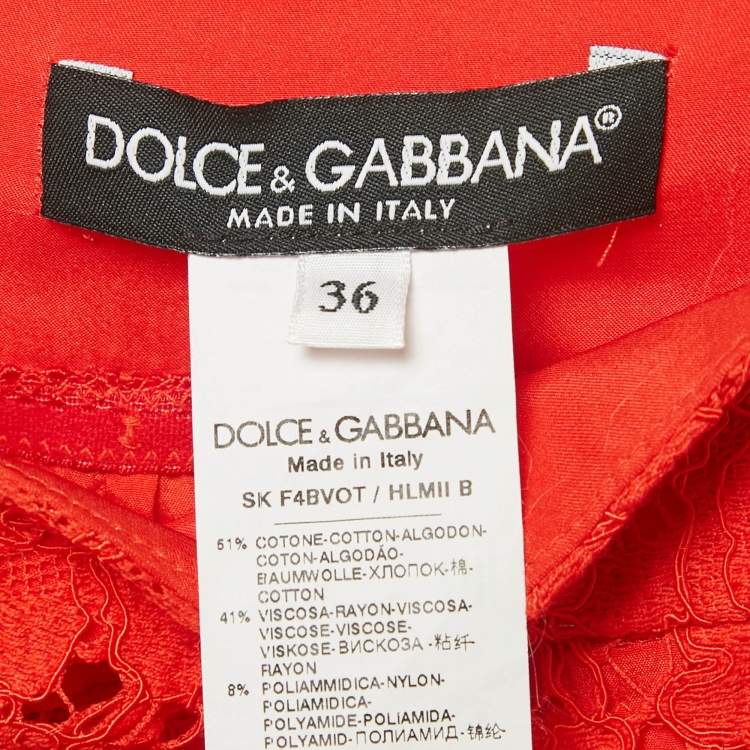 DOLCE & GABBANA®
MADE IN ITALY
36
DOLCE & GABBANA
Made in Italy
SK F4BVOT / HLMII B
51% COTONE-COTTON-ALGODON-
COTON-ALGODÃO-
BAUMWOLLE-ХЛОПОК-棉-
COTTON
41% VISCOSA-RAYON-VISCOSA-
VISCOSE-VISCOSE-
VISKOSE-ВИСКОЗА-粘纤-
RAYON
8% POLIAMMIDICA-NYLON-
POLIAMIDICA-
POLYAMIDE-POLIAMIDA-
POLYAMID-ПОЛИАМИД-锦纶-